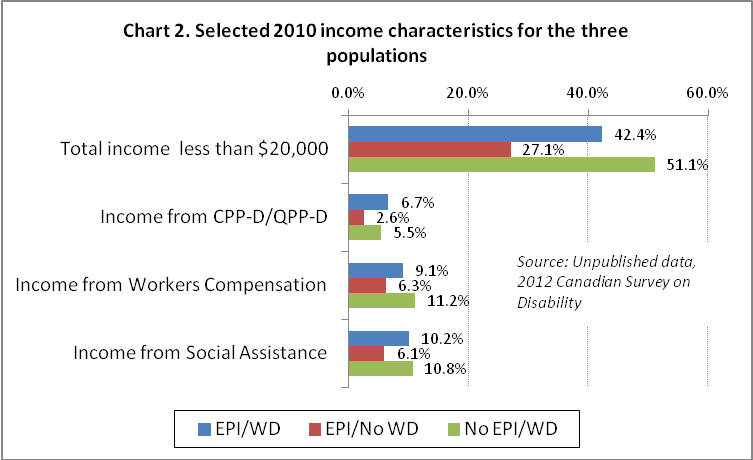 Chart 2. Selected 2010 income characteristics for the three
populations
0.0% 20.0% 40.0% 60.0%
Total income less than $20,000
42.4%
27.1%
51.1%
Income from CPP-D/QPP-D
6.7%
2.6%
5.5%
Income from Workers Compensation
9.1%
6.3%
11.2%
Income from Social Assistance
10.2%
6.1%
10.8%
Source: Unpublished data,
2012 Canadian Survey on
Disability
EPI/WD EPI/No WD No EPI/WD